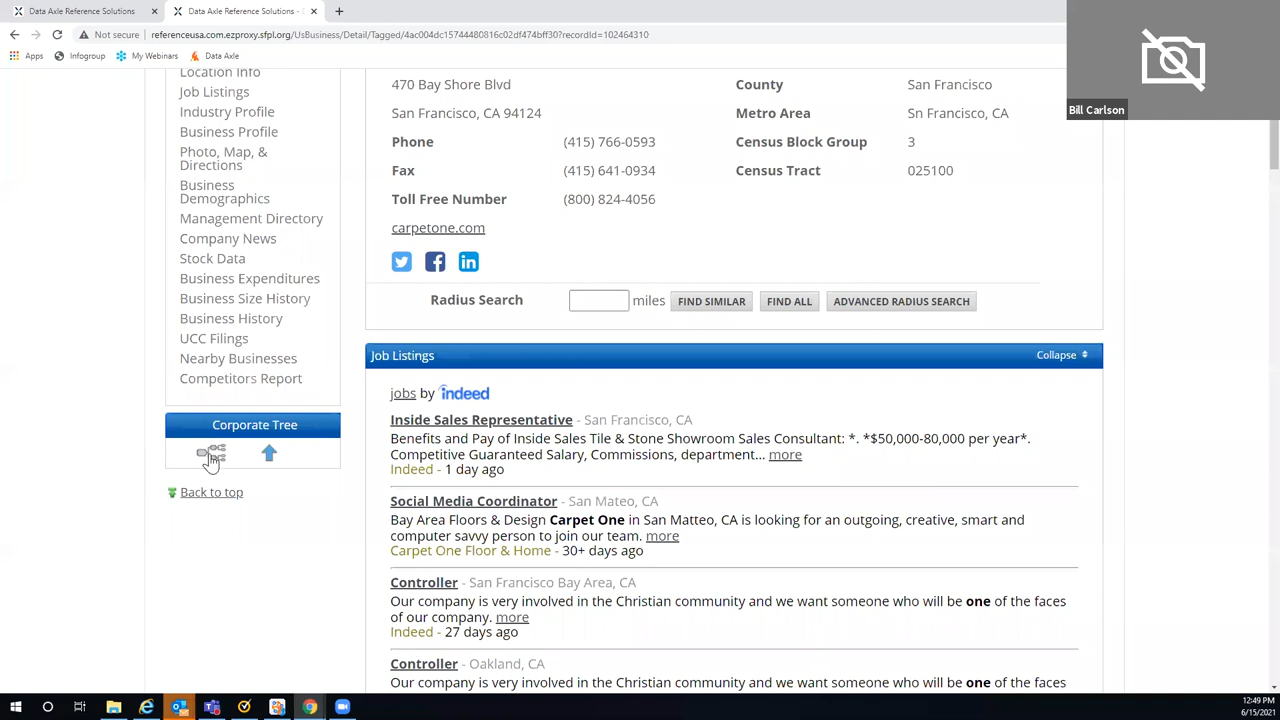 Data Axle Reference Solutions
Data Axle Reference Solutions -
Not secure
referenceusa.com.ezproxy.sfpl.org/UsBusiness/Detail/Tagged/4ac004dc15744480816c02df474bff30?recordId=102464310
Apps
Infogroup
My Webinars
Data Axle
Bill Carlson
Location Info
Job Listings
Industry Profile
Business Profile
Photo, Map, &
Directions
Business
Demographics
Management Directory
Company News
Stock Data
Business Expenditures
Business Size History
Business History
UCC Filings
Nearby Businesses
Competitors Report
Corporate Tree
Back to top
470 Bay Shore Blvd
San Francisco, CA 94124
Phone (415) 766-0593
Fax (415) 641-0934
Toll Free Number (800) 824-4056
carpetone.com
County San Francisco
Metro Area Sn Francisco, CA
Census Block Group 3
Census Tract 025100
Radius Search miles FIND SIMILAR FIND ALL ADVANCED RADIUS SEARCH
Job Listings Collapse
jobs by indeed
Inside Sales Representative - San Francisco, CA
Benefits and Pay of Inside Sales Tile & Stone Showroom Sales Consultant: *. *$50,000-80,000 per year*.
Competitive Guaranteed Salary, Commissions, department... more
Indeed - 1 day ago
Social Media Coordinator - San Mateo, CA
Bay Area Floors & Design Carpet One in San Matteo, CA is looking for an outgoing, creative, smart and
computer savvy person to join our team. more
Carpet One Floor & Home - 30+ days ago
Controller - San Francisco Bay Area, CA
Our company is very involved in the Christian community and we want someone who will be one of the faces
of our company. more
Indeed - 27 days ago
Controller - Oakland, CA
Our company is very involved in the Christian community and we want someone who will be one of the faces
12:49 PM
6/15/2021